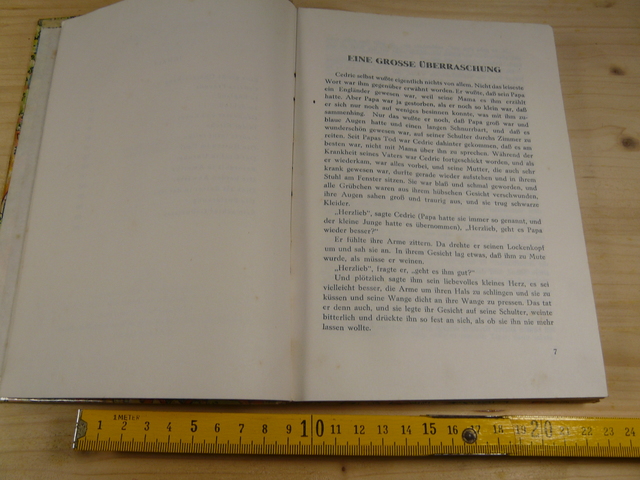 EINE GROSSE ÜBERRASCHUNG
Cedric selbst wußte eigentlich nichts von allem. Nicht das leiseste
Wort war ihm gegenüber erwähnt worden. Er wußte, daß sein Papa
ein Engländer gewesen war, weil seine Mama es ihm erzählt
hatte. Aber Papa war ja gestorben, als er noch so klein war, daß
er sich nur noch auf weniges besinnen konnte, was mit ihm zu-
sammenhing. Nur das wußte er noch, daß Papa groß war und
blaue Augen hatte und einen langen Schnurrbart, und daß es
wunderschön gewesen war, auf seiner Schulter durchs Zimmer zu
reiten. Seit Papas Tod war Cedric dahinter gekommen, daß es am
besten war, nicht mit Mama über ihn zu sprechen. Während der
Krankheit seines Vaters war Cedric fortgeschickt worden, und als
er wiederkam, war alles vorbei, und seine Mutter, die auch sehr
krank gewesen war, durfte gerade wieder aufstehen und in ihrem
Stuhl am Fenster sitzen. Sie war blaß und schmal geworden, und
alle Grübchen waren aus ihrem hübschen Gesicht verschwunden,
ihre Augen sahen groß und traurig aus, und sie trug schwarze
Kleider.
„Herzlieb“, sagte Cedric (Papa hatte sie immer so genannt, und
der kleine Junge hatte es übernommen), „Herzlieb, geht es Papa
wieder besser?“
Er fühlte ihre Arme zittern. Da drehte er seinen Lockenkopf
um und sah sie an. In ihrem Gesicht lag etwas, daß ihm zu Mute
wurde, als müsse er weinen.
„Herzlieb“, fragte er, „geht es ihm gut?“
Und plötzlich sagte ihm sein liebevolles kleines Herz, es sei
vielleicht besser, die Arme um ihren Hals zu schlingen und sie zu
küssen und seine Wange dicht an ihre Wange zu pressen. Das tat
er denn auch, und sie legte ihr Gesicht auf seine Schulter, weinte
bitterlich und drückte ihn so fest an sich, als ob sie ihn nie mehr
lassen wollte.
7
1 METER
1 2 3 4 5 6 7 8 9 10 11 12 13 14 15 16 17 18 19 20 21 22 23 24